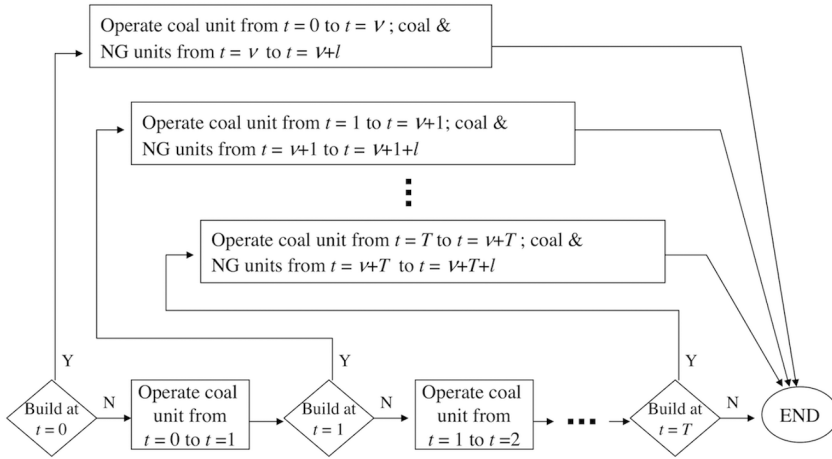 Operate coal unit from t = 0 to t = ν ; coal &
NG units from t = ν to t = ν+l
Operate coal unit from t = 1 to t = ν+1; coal &
NG units from t = ν+1 to t = ν+1+l
Operate coal unit from t = T to t = ν+T ; coal &
NG units from t = ν+T to t = ν+T+l
Y
Y
Y
Build at
t = 0
N
Operate coal
unit from
t = 0 to t =1
Build at
t = 1
N
Operate coal
unit from
t = 1 to t =2
Build at
t = T
N
END